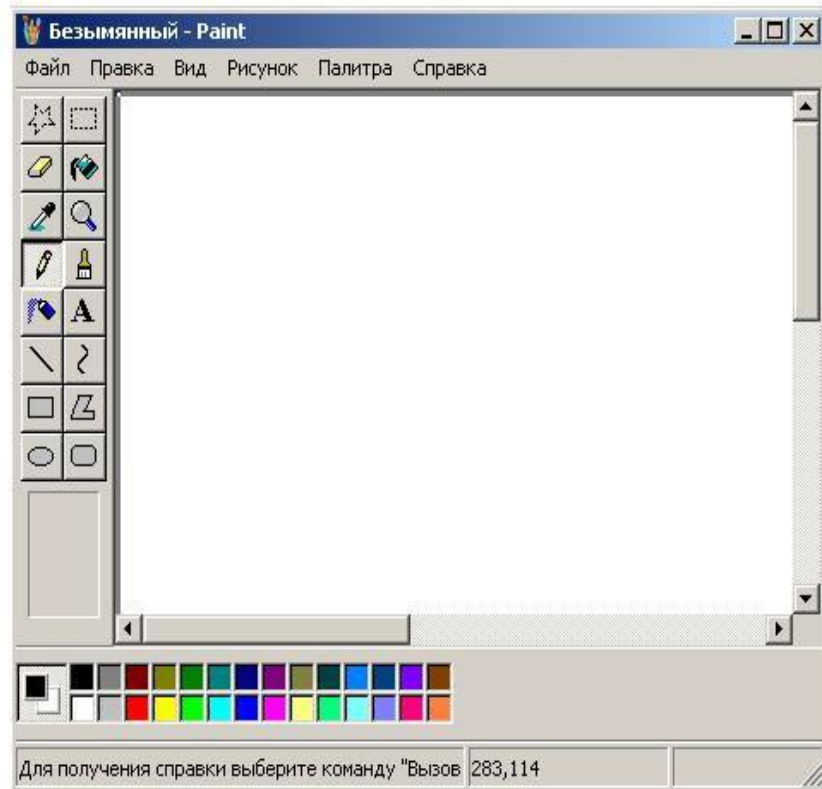 Безымянный - Paint
Файл Правка Вид Рисунок Палитра Справка
A
Для получения справки выберите команду "Вызов 283,114